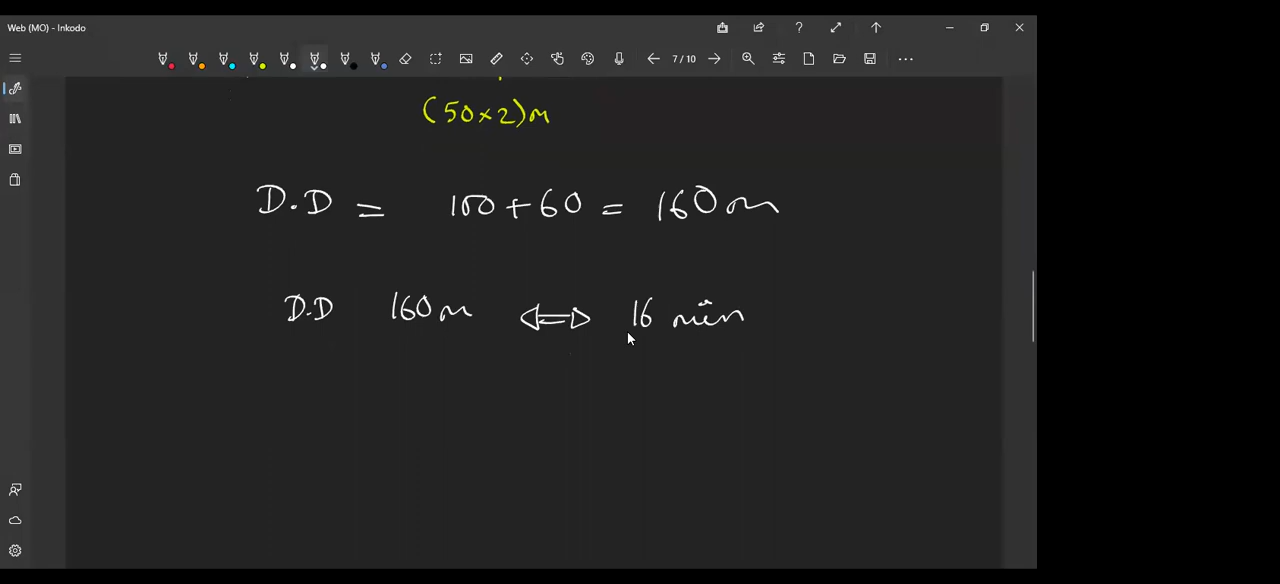 Web (MO) - Inkodo
7 / 10
(50×2)m
D.D = 100+60 = 160m
D.D 160m ⇔ 16 min